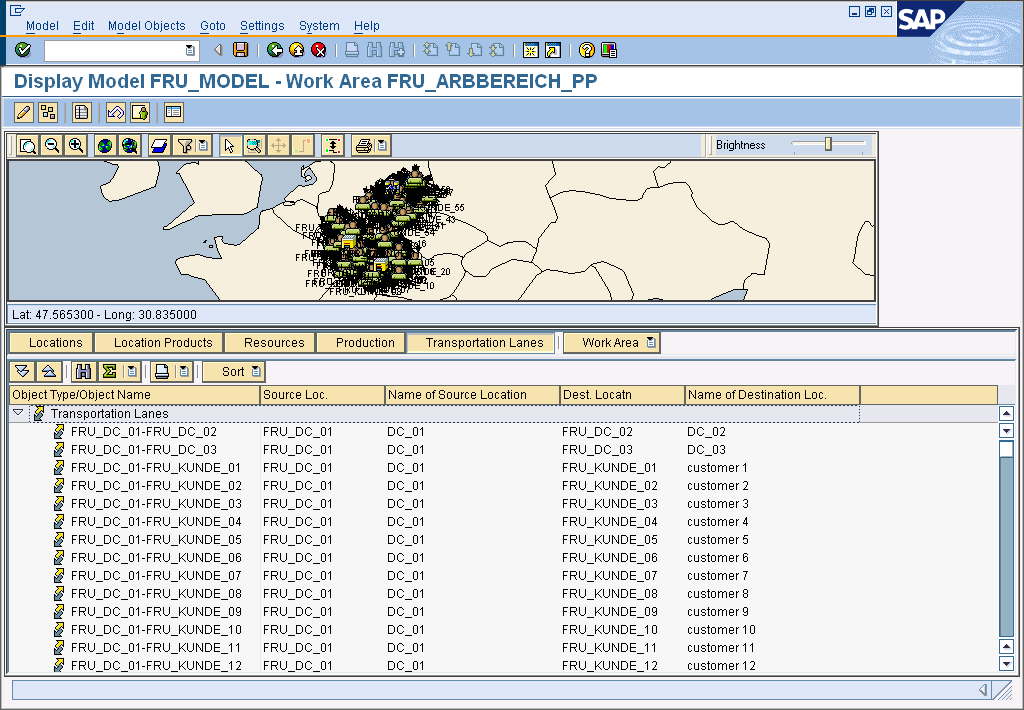 Model Edit Model Objects Goto Settings System Help
SAP
Display Model FRU_MODEL - Work Area FRU_ARBBEREICH_PP
Brightness
Lat: 47.565300 - Long: 30.835000
Locations Location Products Resources Production Transportation Lanes Work Area
Sort
Object Type/Object Name Source Loc. Name of Source Location Dest. Locatn Name of Destination Loc.
Transportation Lanes
FRU_DC_01-FRU_DC_02 FRU_DC_01 DC_01 FRU_DC_02 DC_02
FRU_DC_01-FRU_DC_03 FRU_DC_01 DC_01 FRU_DC_03 DC_03
FRU_DC_01-FRU_KUNDE_01 FRU_DC_01 DC_01 FRU_KUNDE_01 customer 1
FRU_DC_01-FRU_KUNDE_02 FRU_DC_01 DC_01 FRU_KUNDE_02 customer 2
FRU_DC_01-FRU_KUNDE_03 FRU_DC_01 DC_01 FRU_KUNDE_03 customer 3
FRU_DC_01-FRU_KUNDE_04 FRU_DC_01 DC_01 FRU_KUNDE_04 customer 4
FRU_DC_01-FRU_KUNDE_05 FRU_DC_01 DC_01 FRU_KUNDE_05 customer 5
FRU_DC_01-FRU_KUNDE_06 FRU_DC_01 DC_01 FRU_KUNDE_06 customer 6
FRU_DC_01-FRU_KUNDE_07 FRU_DC_01 DC_01 FRU_KUNDE_07 customer 7
FRU_DC_01-FRU_KUNDE_08 FRU_DC_01 DC_01 FRU_KUNDE_08 customer 8
FRU_DC_01-FRU_KUNDE_09 FRU_DC_01 DC_01 FRU_KUNDE_09 customer 9
FRU_DC_01-FRU_KUNDE_10 FRU_DC_01 DC_01 FRU_KUNDE_10 customer 10
FRU_DC_01-FRU_KUNDE_11 FRU_DC_01 DC_01 FRU_KUNDE_11 customer 11
FRU_DC_01-FRU_KUNDE_12 FRU_DC_01 DC_01 FRU_KUNDE_12 customer 12